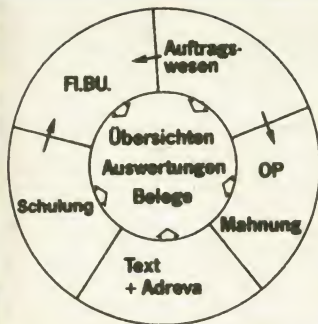 Auftrags-
wesen
FI.BU.
Übersichten
Auswertungen
Belege
OP
Mahnung
Schulung
Text
+ Adreva